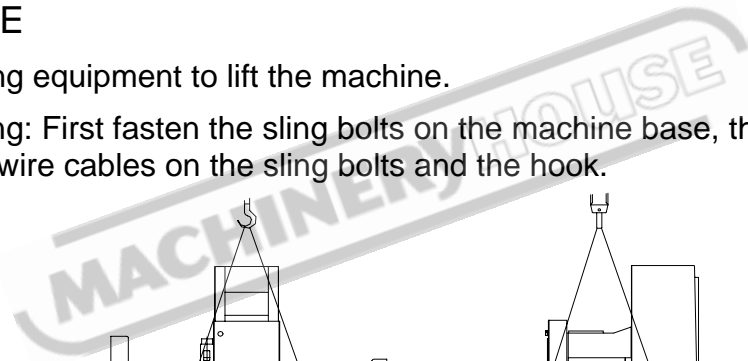 E
ng equipment to lift the machine.
ng: First fasten the sling bolts on the machine base, th
wire cables on the sling bolts and the hook.
MACHINERYHOUSE